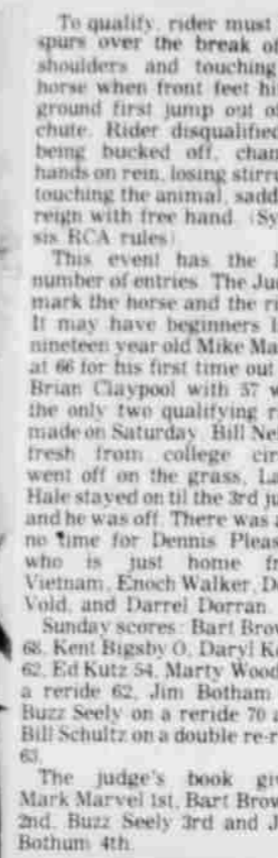 To qualify, rider must
spurs over the break of
shoulders and touching
horse when front feet hi
ground first jump out o
chute. Rider disqualified
being bucked off, chan
hands on rein, losing stirr
touching the animal, sadd
reign with free hand. (Sy
sis RCA rules)
This event has the
number of entries. The Ju
mark the horse and the r
It may have beginners l
nineteen year old Mike Ma
at 66 for his first time out
Brian Claypool with 57 w
the only two qualifying r
made on Saturday. Bill Ne
fresh from college cir
went off on the grass, La
Hale stayed on til the 3rd ju
and he was off. There was a
no time for Dennis Pleas
who is just home fr
Vietnam, Enoch Walker, D
Vold, and Darrel Dorran.
Sunday scores: Bart Brow
68, Kent Bigsby O, Daryl K
62, Ed Kutz 54, Marty Wood
a reride 62, Jim Botham
Buzz Seely on a reride 70
Bill Schultz on a double re-r
63.
The judge's book gi
Mark Marvel 1st, Bart Brow
2nd, Buzz Seely 3rd and J
Bothum 4th.